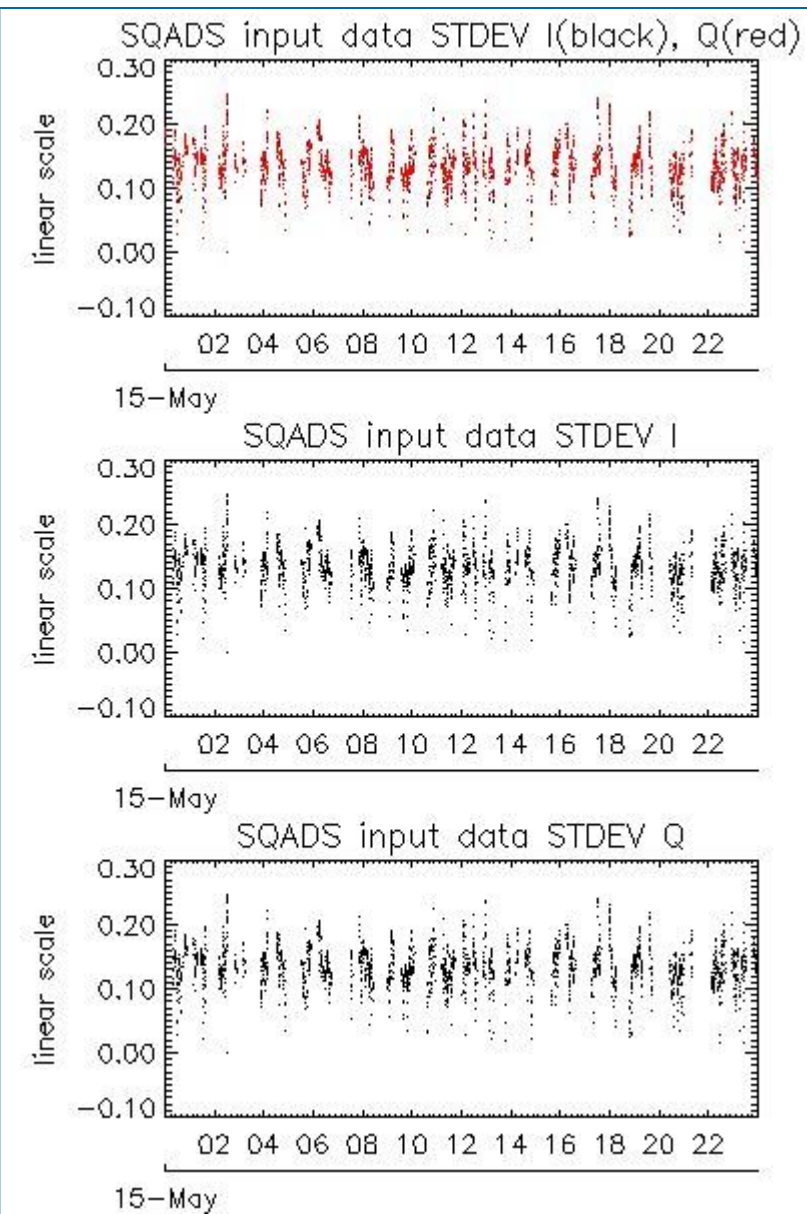 SQADS input data STDEV I(black), Q(red)
0.30
0.20
0.10
0.00
-0.10
linear scale
02 04 06 08 10 12 14 16 18 20 22
15-May
SQADS input data STDEV I
0.30
0.20
0.10
0.00
-0.10
linear scale
02 04 06 08 10 12 14 16 18 20 22
15-May
SQADS input data STDEV Q
0.30
0.20
0.10
0.00
-0.10
linear scale
02 04 06 08 10 12 14 16 18 20 22
15-May